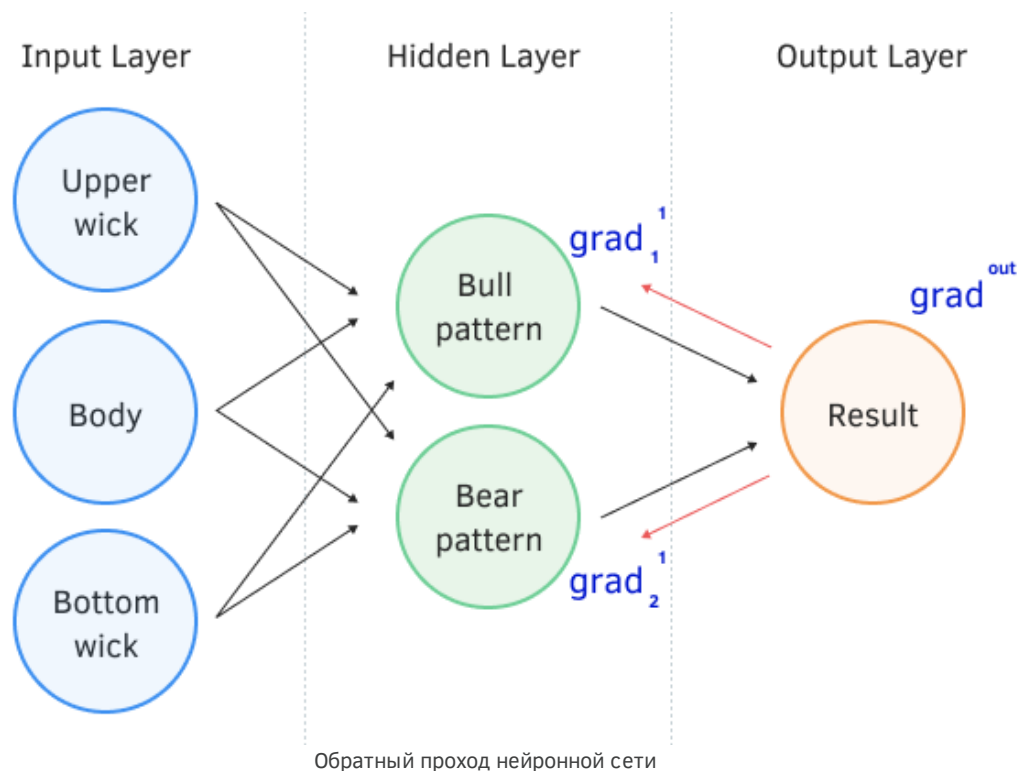 Input Layer
Hidden Layer
Output Layer
Upper
wick
Body
Bottom
wick
Bull
pattern
grad 1 1
Bear
pattern
grad 2 1
grad out
Result
Обратный проход нейронной сети